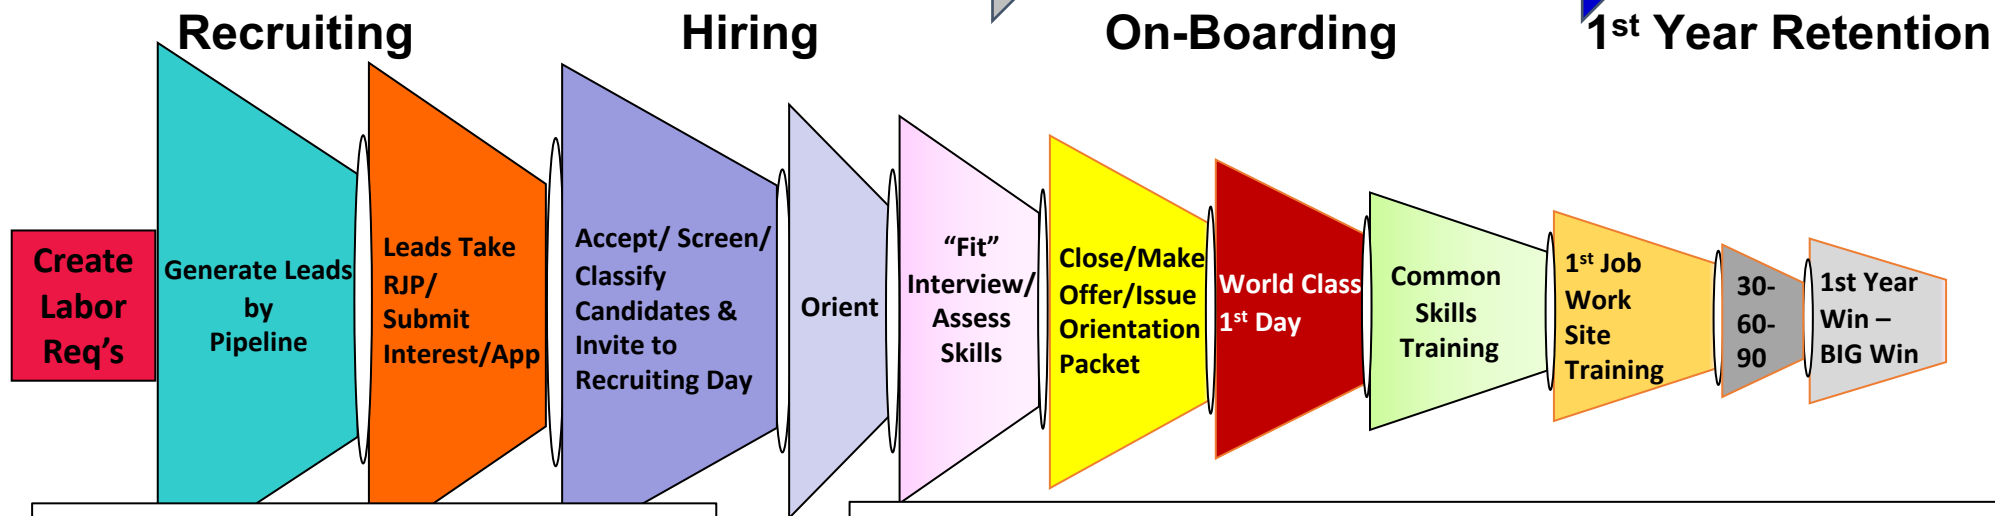 Recruiting
Hiring
On-Boarding
1st Year Retention
Create
Labor
Req’s
Generate Leads
by
Pipeline
Leads Take
RJP/
Submit
Interest/App
Accept/ Screen/
Classify
Candidates &
Invite to
Recruiting Day
Orient
“Fit”
Interview/
Assess
Skills
Close/Make
Offer/Issue
Orientation
Packet
World Class
1st Day
Common
Skills
Training
1st Job
Work
Site
Training
30-
60-
90
1st Year
Win –
BIG Win